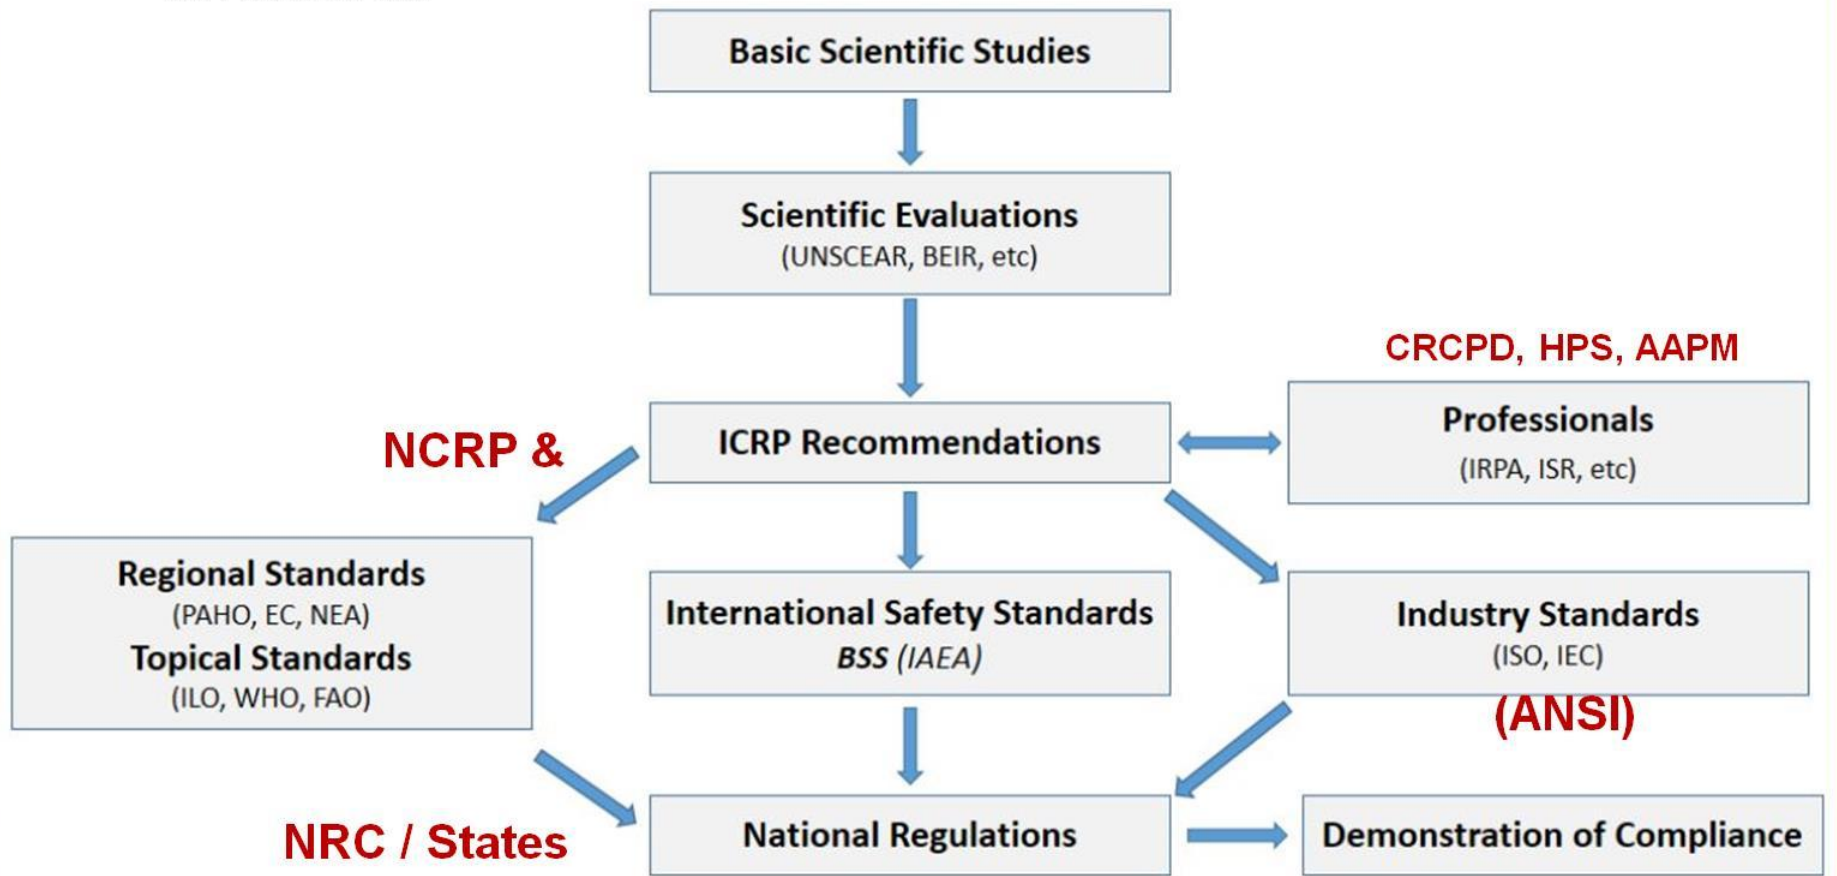 Basic Scientific Studies
Scientific Evaluations
(UNSCEAR, BEIR, etc)
CRCPD, HPS, AAPM
NCRP &
ICRP Recommendations
Professionals
(IRPA, ISR, etc)
Regional Standards
(PAHO, EC, NEA)
Topical Standards
(ILO, WHO, FAO)
International Safety Standards
BSS (IAEA)
Industry Standards
(ISO, IEC)
(ANSI)
NRC / States
National Regulations
Demonstration of Compliance